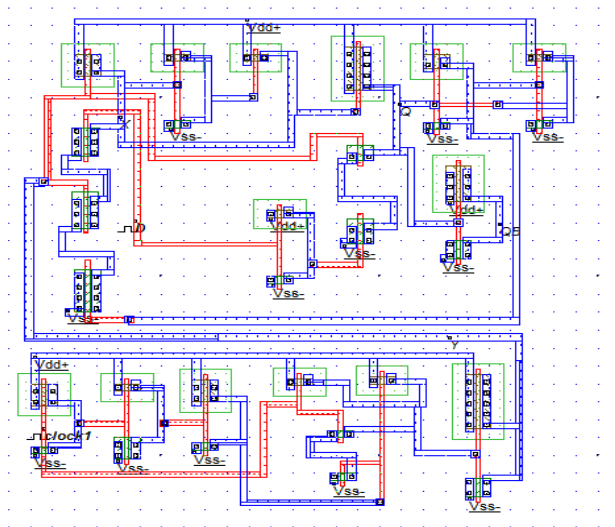 Vdd+
X
Q
Vss-
Vss-
Vss-
Vdd+
D
Vdd+
QB
Vss-
Vss-
Vss-
Vss-
Y
Vdd+
clock1
Vss-
Vss-
Vss-
Vss-
Vss-